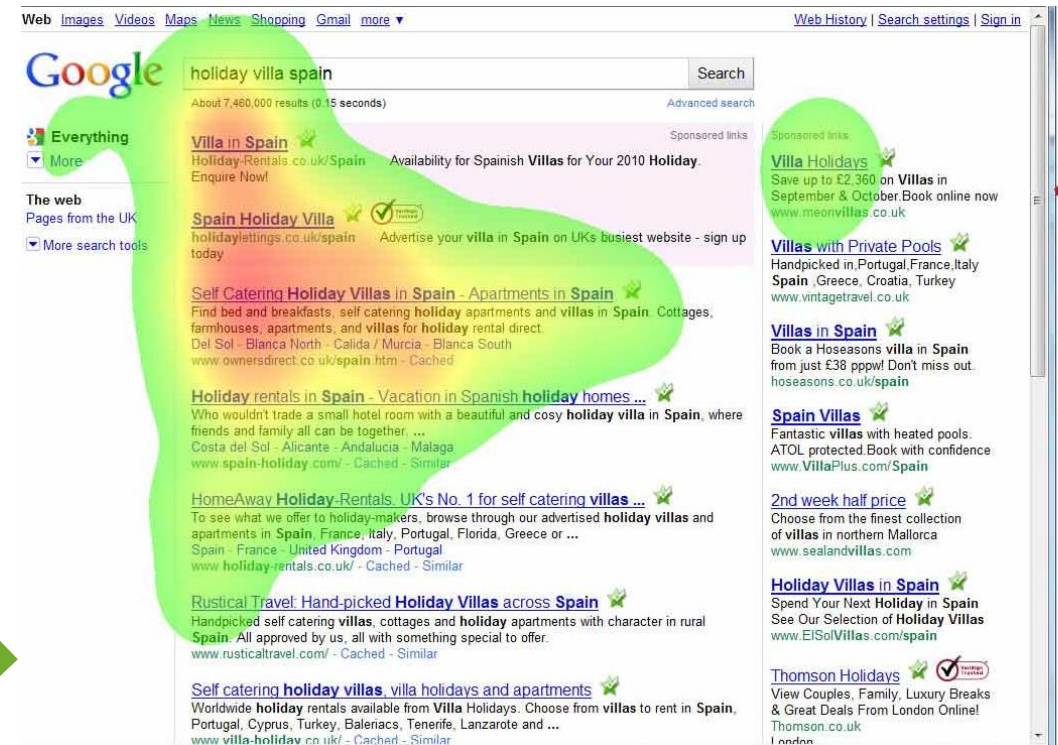 Web Images Videos Maps News Shopping Gmail more ▼
Web History | Search settings | Sign in
Google
holiday villa spain
Search
About 7,460,000 results (0.15 seconds)
Advanced search
Everything
More
The web
Pages from the UK
More search tools
Sponsored links
Villa in Spain
Holiday-Rentals.co.uk/Spain Availability for Spainish Villas for Your 2010 Holiday.
Enquire Now!
Spain Holiday Villa
holidaylettings.co.uk/spain Advertise your villa in Spain on UKs busiest website - sign up
today
Self Catering Holiday Villas in Spain - Apartments in Spain
Find bed and breakfasts, self catering holiday apartments and villas in Spain. Cottages,
farmhouses, apartments, and villas for holiday rental direct.
Del Sol - Blanca North - Calida / Murcia - Blanca South
www.ownersdirect.co.uk/spain.htm - Cached
Holiday rentals in Spain - Vacation in Spanish holiday homes ...
Who wouldn't trade a small hotel room with a beautiful and cosy holiday villa in Spain, where
friends and family all can be together. ...
Costa del Sol - Alicante - Andalucia - Malaga
www.spain-holiday.com/ - Cached - Similar
HomeAway Holiday-Rentals, UK's No. 1 for self catering villas ...
To see what we offer to holiday-makers, browse through our advertised holiday villas and
apartments in Spain, France, Italy, Portugal, Florida, Greece or ...
Spain - France - United Kingdom - Portugal
www.holiday-rentals.co.uk/ - Cached - Similar
Rustical Travel: Hand-picked Holiday Villas across Spain
Handpicked self catering villas, cottages and holiday apartments with character in rural
Spain. All approved by us, all with something special to offer.
www.rusticaltravel.com/ - Cached - Similar
Self catering holiday villas, villa holidays and apartments
Worldwide holiday rentals available from Villa Holidays. Choose from villas to rent in Spain,
Portugal, Cyprus, Turkey, Baleriacs, Tenerife, Lanzarote and ...
www.villa-holiday.co.uk/ - Cached - Similar
Sponsored links
Villa Holidays
Save up to £2,360 on Villas in
September & October.Book online now
www.meonvillas.co.uk
Villas with Private Pools
Handpicked in,Portugal,France,Italy
Spain ,Greece, Croatia, Turkey
www.vintagetravel.co.uk
Villas in Spain
Book a Hoseasons villa in Spain
from just £38 pppw! Don't miss out.
hoseasons.co.uk/spain
Spain Villas
Fantastic villas with heated pools.
ATOL protected.Book with confidence
www.VillaPlus.com/Spain
2nd week half price
Choose from the finest collection
of villas in northern Mallorca
www.sealandvillas.com
Holiday Villas in Spain
Spend Your Next Holiday in Spain
See Our Selection of Holiday Villas
www.ElSolVillas.com/spain
Thomson Holidays
View Couples, Family, Luxury Breaks
& Great Deals From London Online!
Thomson.co.uk
London